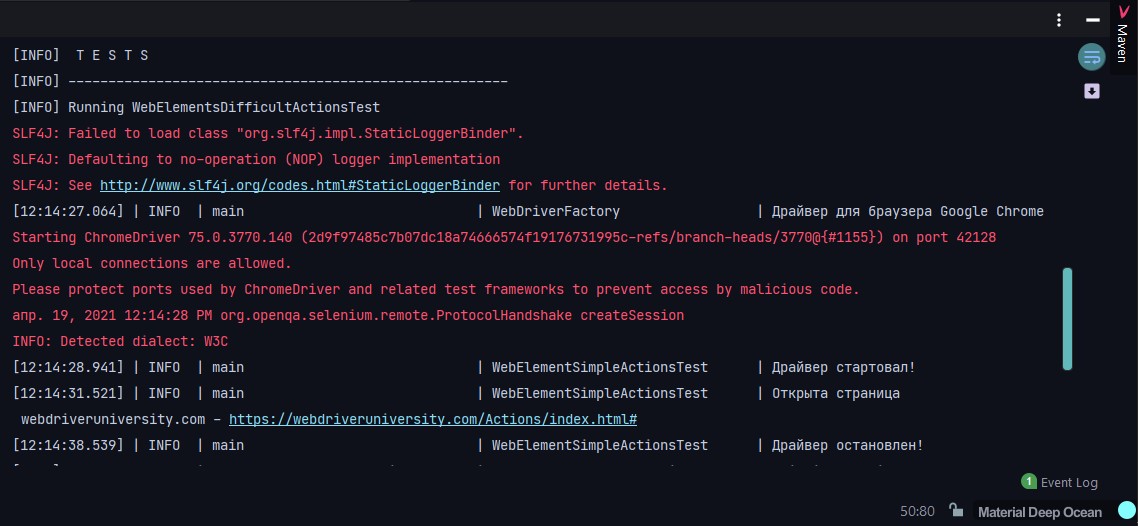 Maven
[INFO]  T E S T S
[INFO] -------------------------------------------------------
[INFO] Running WebElementsDifficultActionsTest
SLF4J: Failed to load class "org.slf4j.impl.StaticLoggerBinder".
SLF4J: Defaulting to no-operation (NOP) logger implementation
SLF4J: See http://www.slf4j.org/codes.html#StaticLoggerBinder for further details.
[12:14:27.064] | INFO  | main                             | WebDriverFactory                 | Драйвер для браузера Google Chrome
Starting ChromeDriver 75.0.3770.140 (2d9f97485c7b07dc18a74666574f19176731995c-refs/branch-heads/3770@{#1155}) on port 42128
Only local connections are allowed.
Please protect ports used by ChromeDriver and related test frameworks to prevent access by malicious code.
апр. 19, 2021 12:14:28 PM org.openqa.selenium.remote.ProtocolHandshake createSession
INFO: Detected dialect: W3C
[12:14:28.941] | INFO  | main                             | WebElementSimpleActionsTest      | Драйвер стартовал!
[12:14:31.521] | INFO  | main                             | WebElementSimpleActionsTest      | Открыта страница
webdriveruniversity.com – https://webdriveruniversity.com/Actions/index.html#
[12:14:38.539] | INFO  | main                             | WebElementSimpleActionsTest      | Драйвер остановлен!
1 Event Log
50:80 Material Deep Ocean